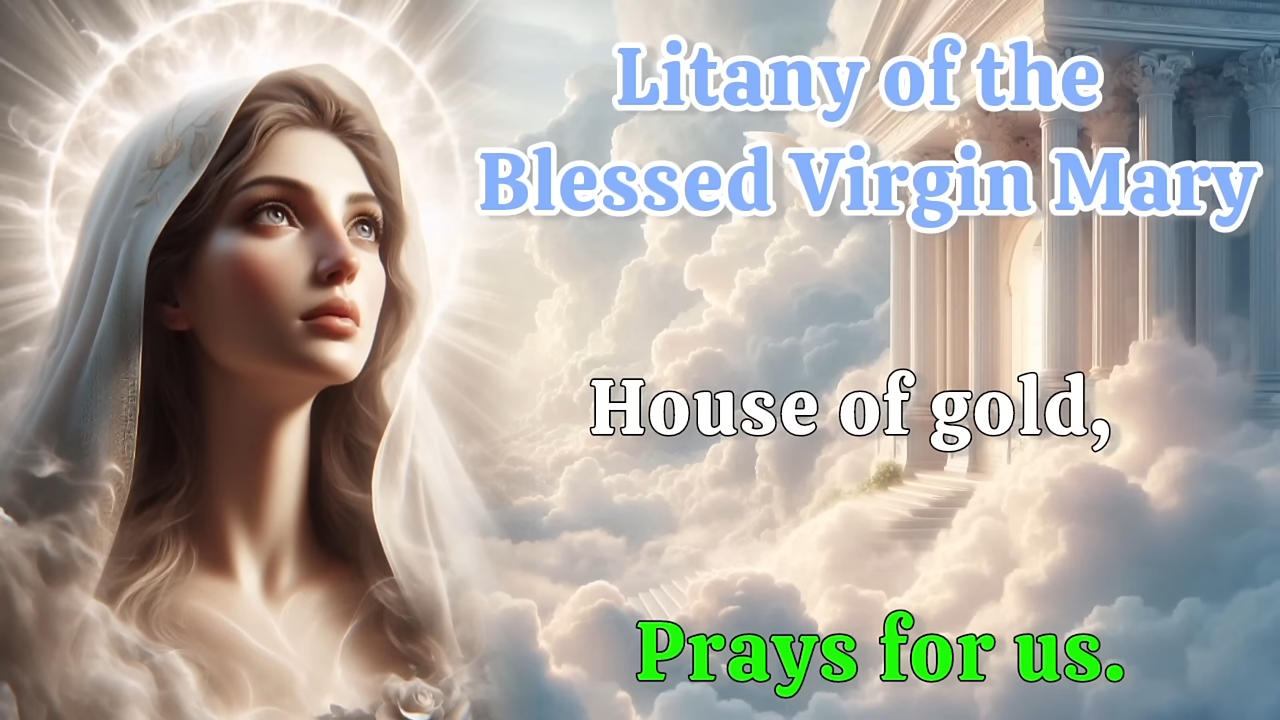 Litany of the
Blessed Virgin Mary
House of gold,
Prays for us.